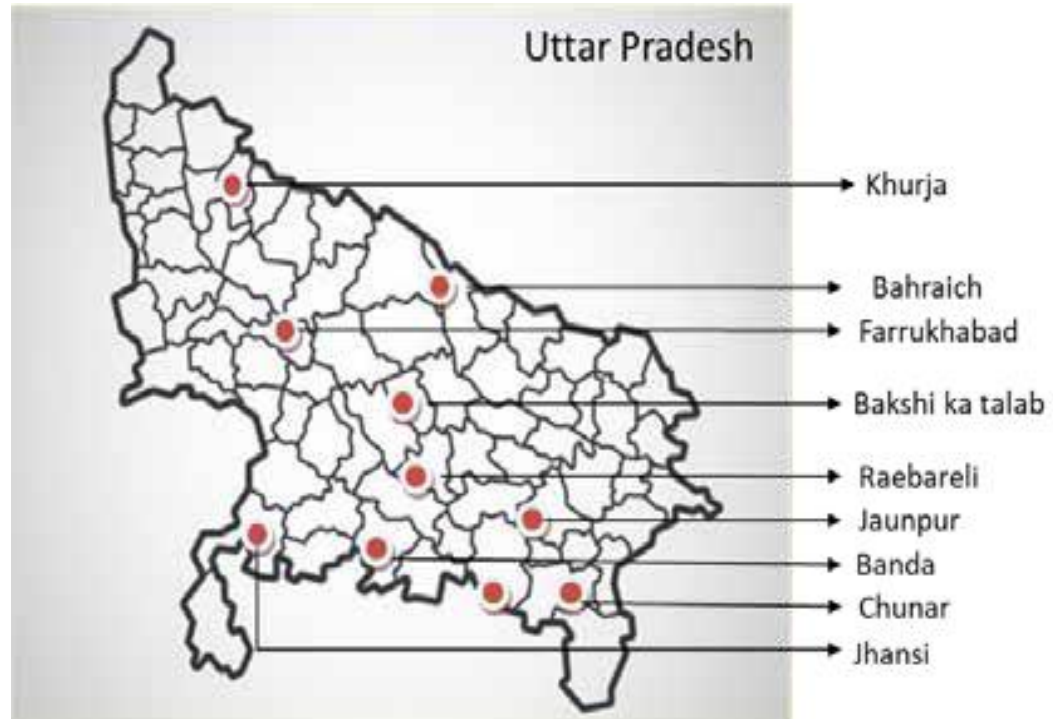 Uttar Pradesh
Khurja
Bahraich
Farrukhabad
Bakshi ka talab
Raebareli
Jaunpur
Banda
Chunar
Jhansi